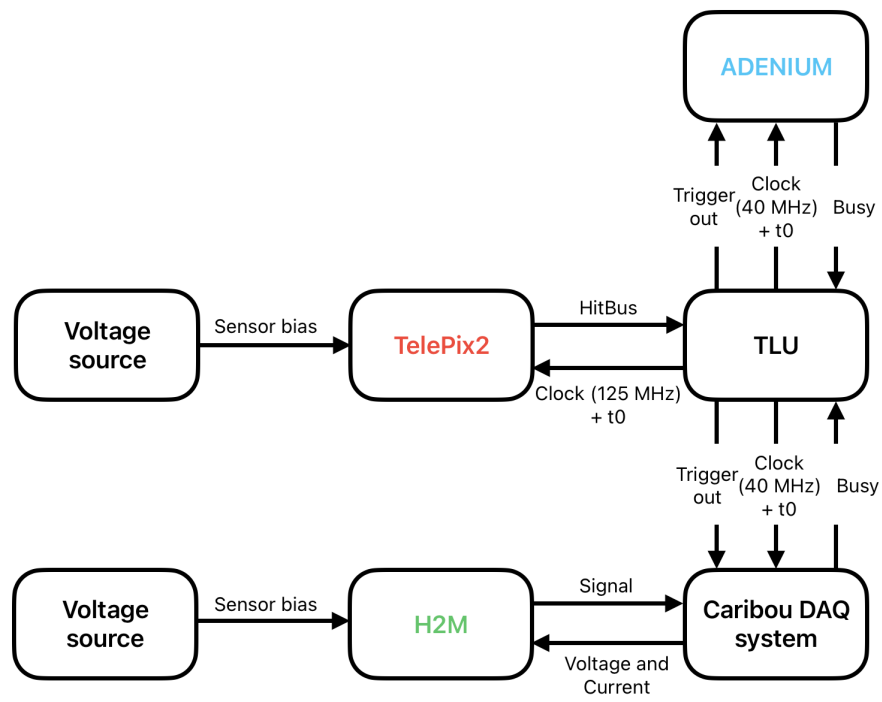 ADENIUM
Trigger
out
Clock
(40 MHz)
+ t0
Busy
Voltage
source
Sensor bias
TelePix2
HitBus
Clock (125 MHz)
+ t0
TLU
Trigger
out
Clock
(40 MHz)
+ t0
Busy
Voltage
source
Sensor bias
H2M
Signal
Voltage and
Current
Caribou DAQ
system